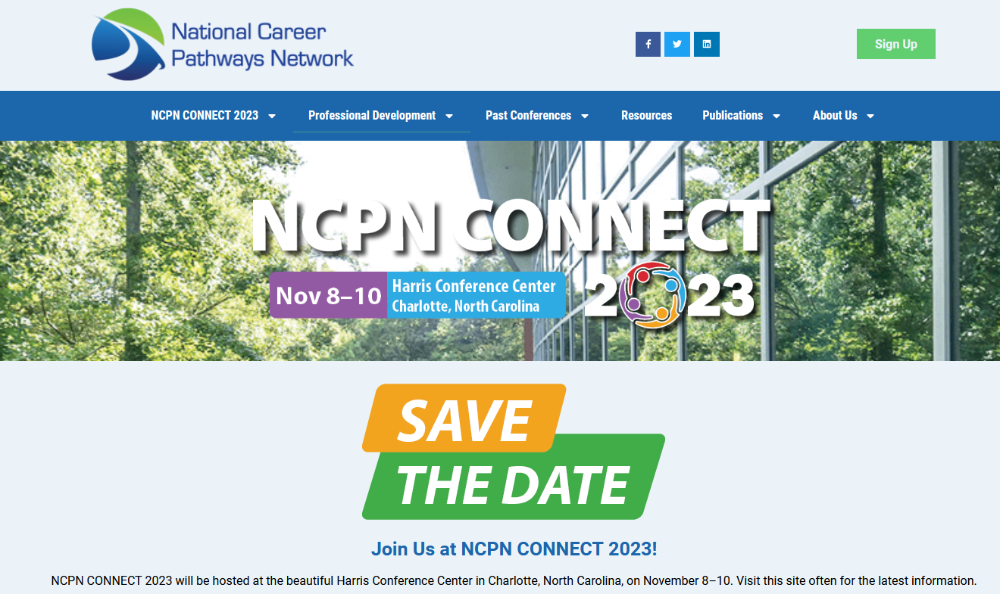 National Career
Pathways Network
Sign Up
NCPN CONNECT 2023
Professional Development
Past Conferences
Resources
Publications
About Us
NCPN CONNECT
Nov 8–10
Harris Conference Center
Charlotte, North Carolina
2023
SAVE
THE DATE
Join Us at NCPN CONNECT 2023!
NCPN CONNECT 2023 will be hosted at the beautiful Harris Conference Center in Charlotte, North Carolina, on November 8–10. Visit this site often for the latest information.